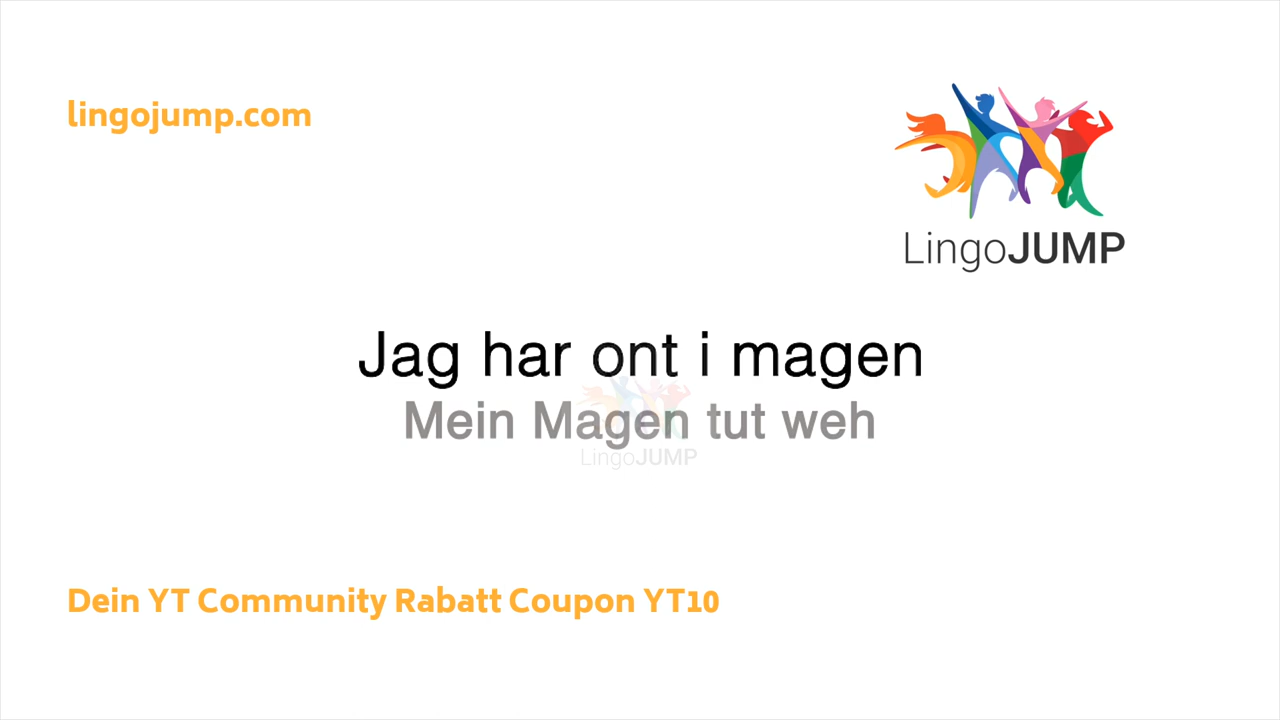 lingojump.com
LingoJUMP
Jag har ont i magen
Mein Magen tut weh
LingoJUMP
Dein YT Community Rabatt Coupon YT10